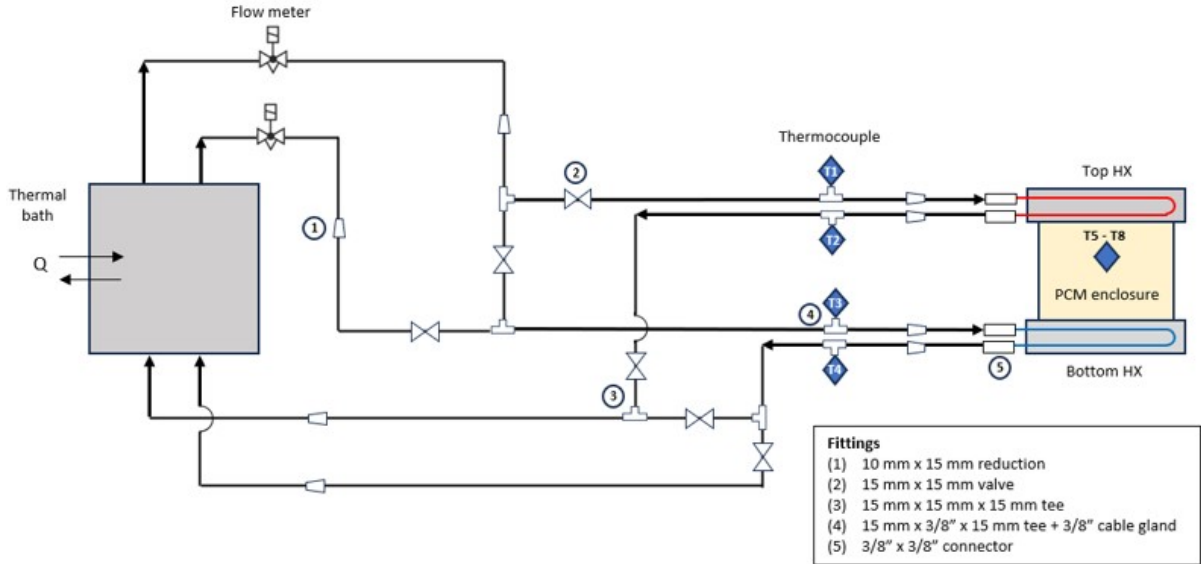 Flow meter
Thermocouple
Thermal
bath
Q
1
2
T1
T2
Top HX
T5 - T8
PCM enclosure
T3
4
T4
5
Bottom HX
3
Fittings
(1) 10 mm x 15 mm reduction
(2) 15 mm x 15 mm valve
(3) 15 mm x 15 mm x 15 mm tee
(4) 15 mm x 3/8” x 15 mm tee + 3/8” cable gland
(5) 3/8” x 3/8” connector